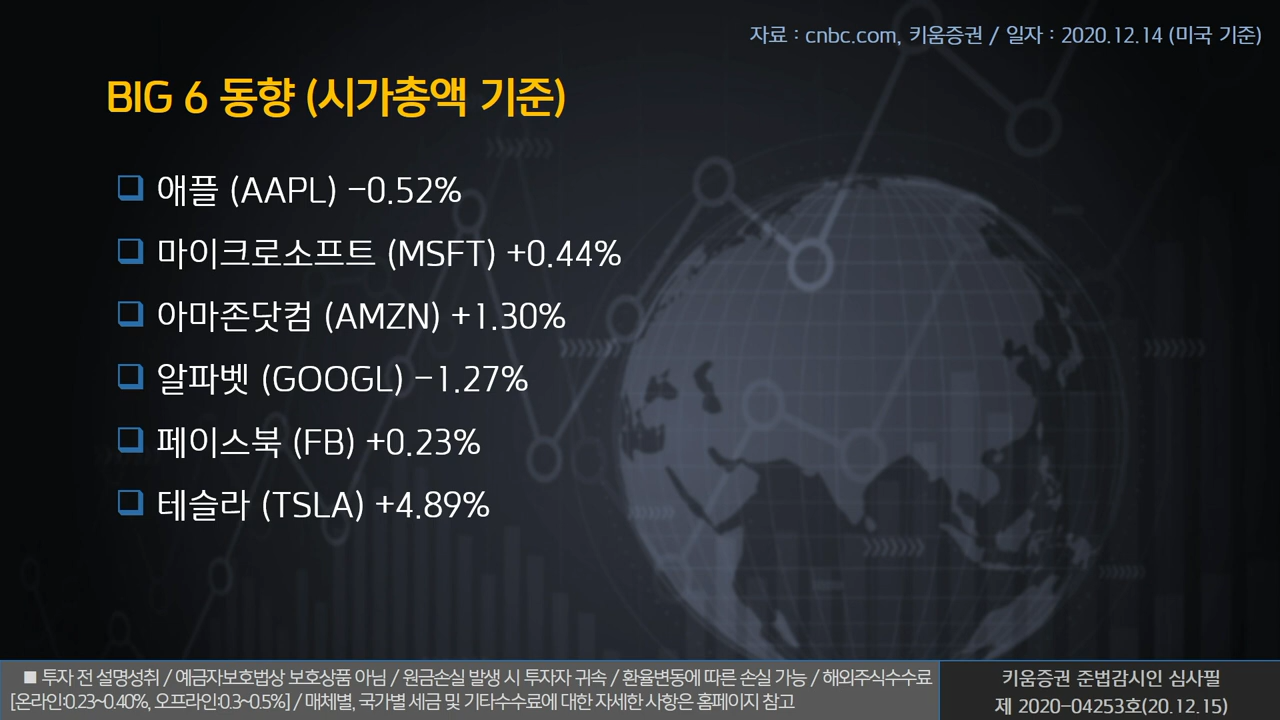 자료 : cnbc.com, 키움증권 / 일자 : 2020.12.14 (미국 기준)
BIG 6 동향 (시가총액 기준)
애플 (AAPL) -0.52%
마이크로소프트 (MSFT) +0.44%
아마존닷컴 (AMZN) +1.30%
알파벳 (GOOGL) -1.27%
페이스북 (FB) +0.23%
테슬라 (TSLA) +4.89%
■ 투자 전 설명성취 / 예금자보호법상 보호상품 아님 / 원금손실 발생 시 투자자 귀속 / 환율변동에 따른 손실 가능 / 해외주식수수료
[온라인:0.23~0.40%, 오프라인:0.3~0.5%] / 매체별, 국가별 세금 및 기타수수료에 대한 자세한 사항은 홈페이지 참고
키움증권 준법감시인 심사필
제 2020-04253호(20.12.15)